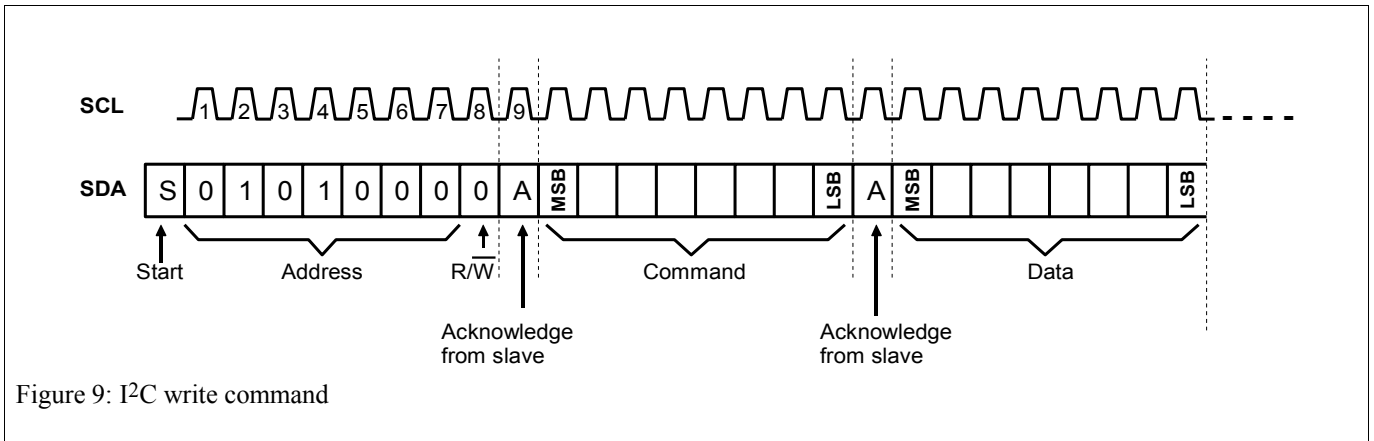 SCL 1 2 3 4 5 6 7 8 9
SDA S 0 1 0 1 0 0 0 0 A MSB LSB A MSB LSB
Start Address R/W̅ Command Data
Acknowledge Acknowledge
from slave from slave
Figure 9: I²C write command